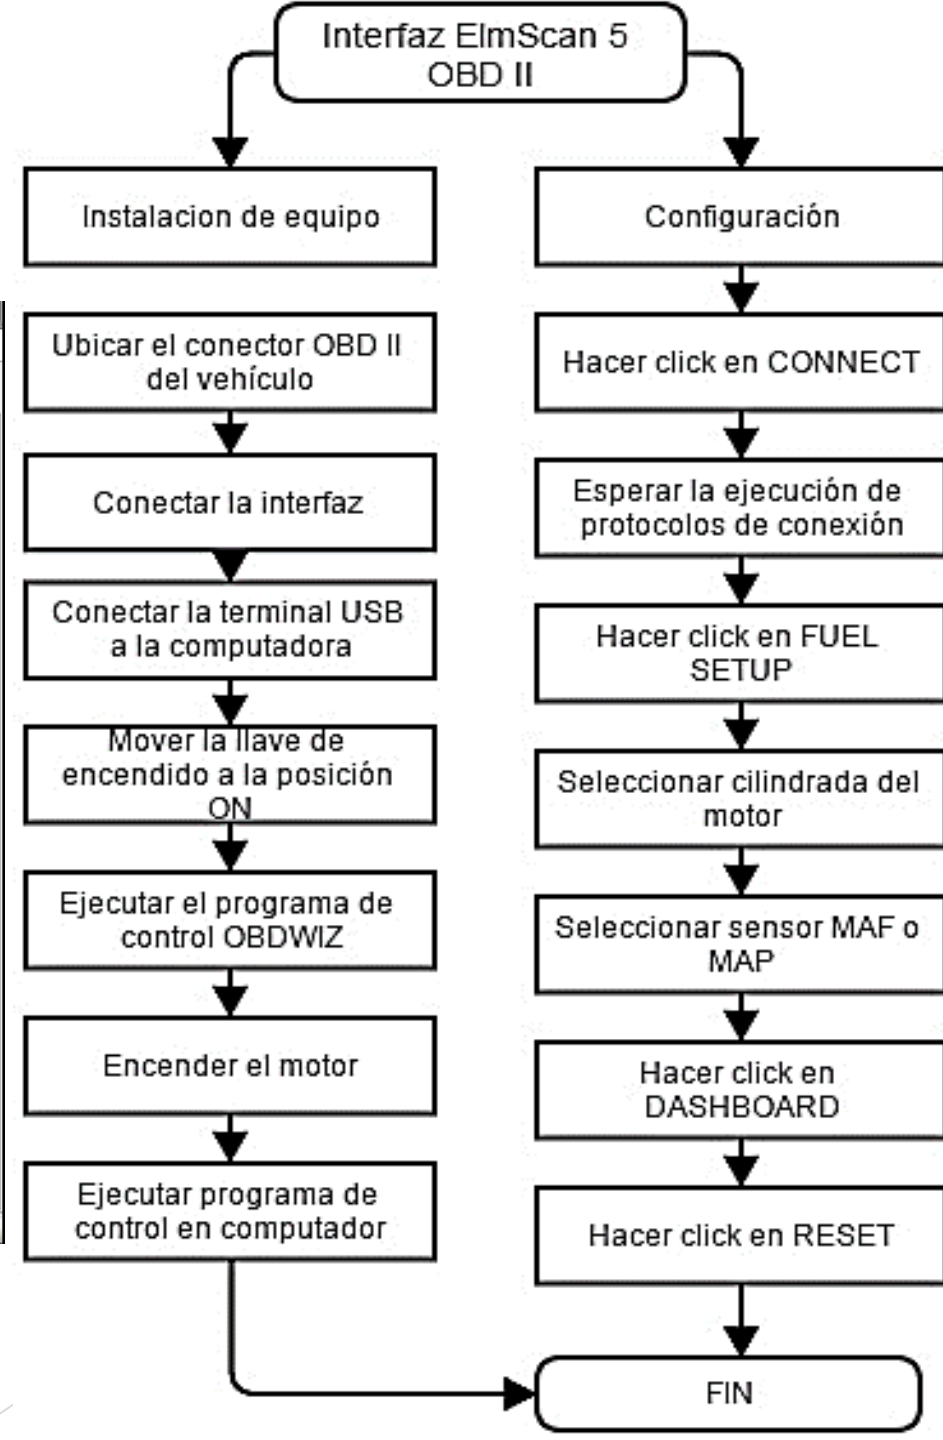 Interfaz ElmScan 5
OBD II
Instalacion de equipo
Ubicar el conector OBD II
del vehículo
Conectar la interfaz
Conectar la terminal USB
a la computadora
Mover la llave de
encendido a la posición
ON
Ejecutar el programa de
control OBDWIZ
Encender el motor
Ejecutar programa de
control en computador
Configuración
Hacer click en CONNECT
Esperar la ejecución de
protocolos de conexión
Hacer click en FUEL
SETUP
Seleccionar cilindrada del
motor
Seleccionar sensor MAF o
MAP
Hacer click en
DASHBOARD
Hacer click en RESET
FIN